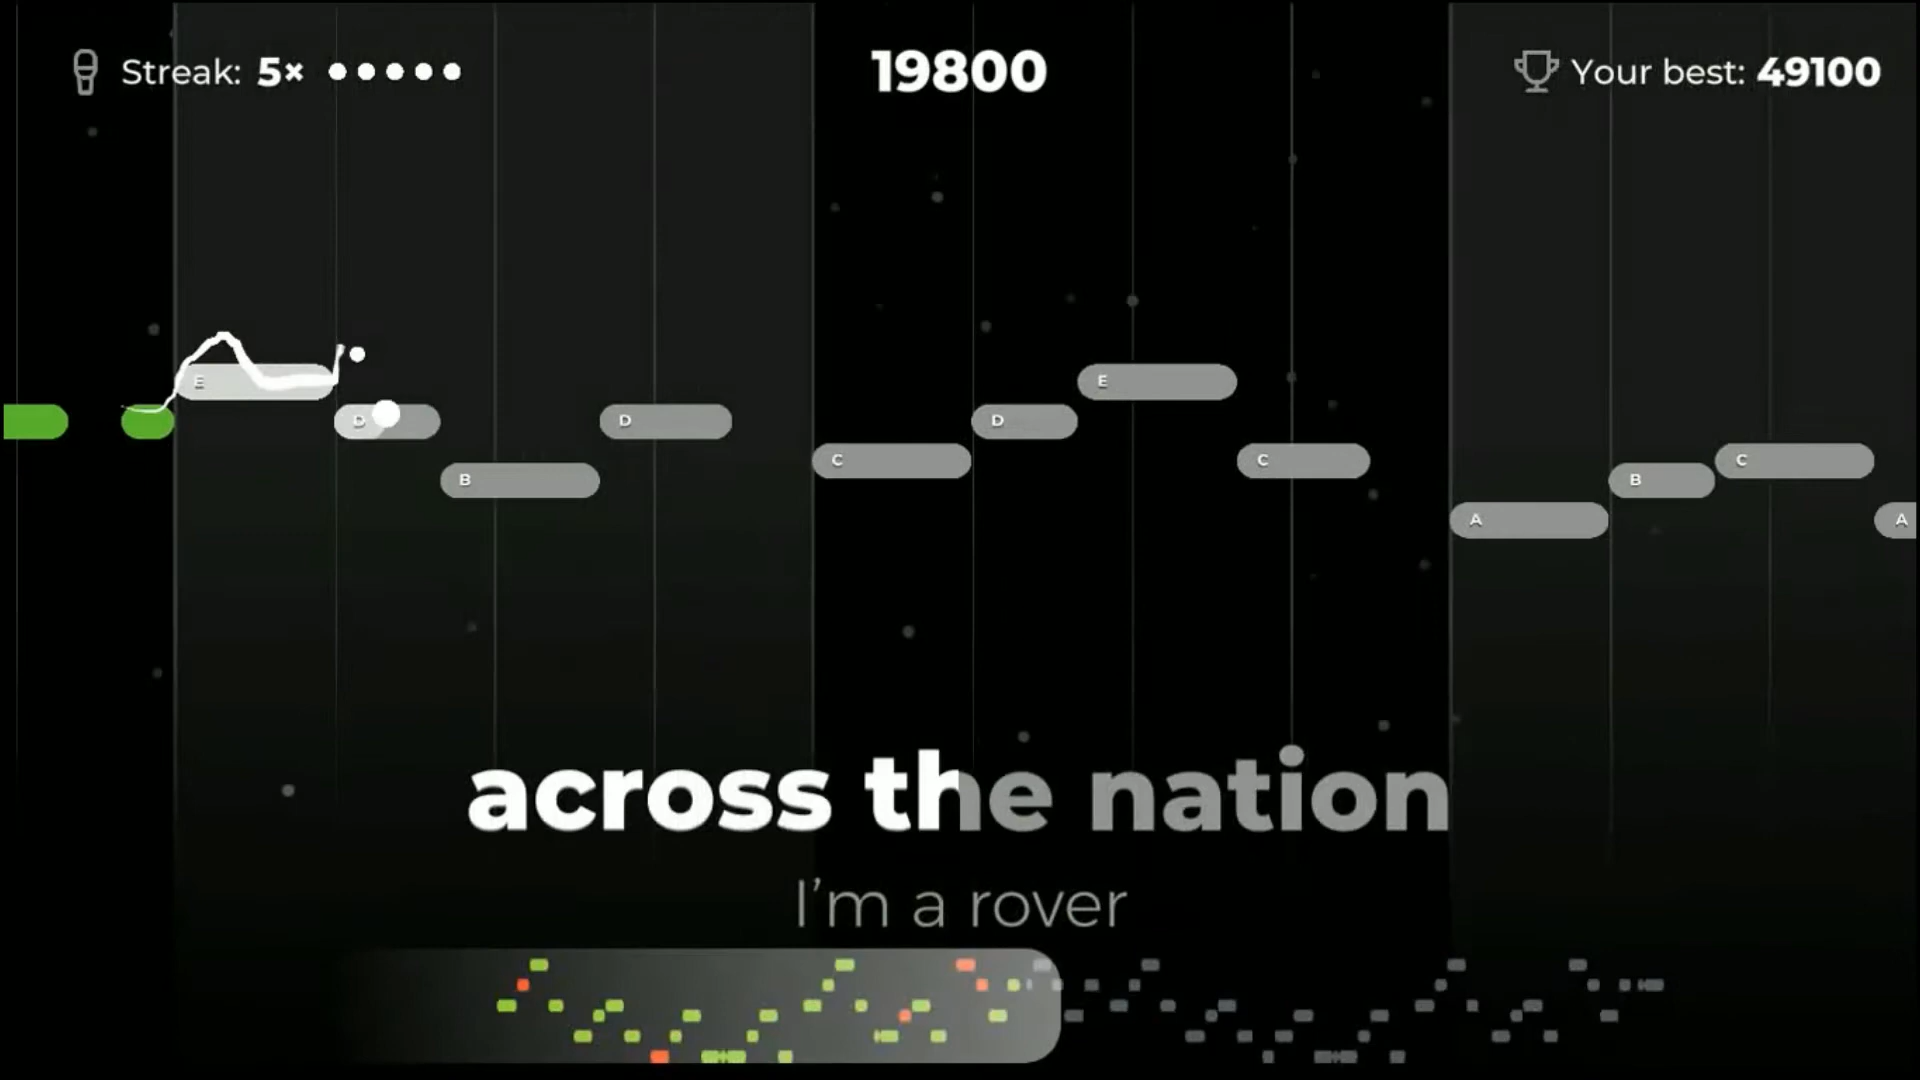 Streak: 5× 19800 Your best: 49100
E E
D D D
C C C
B B
A A
across the nation
I'm a rover